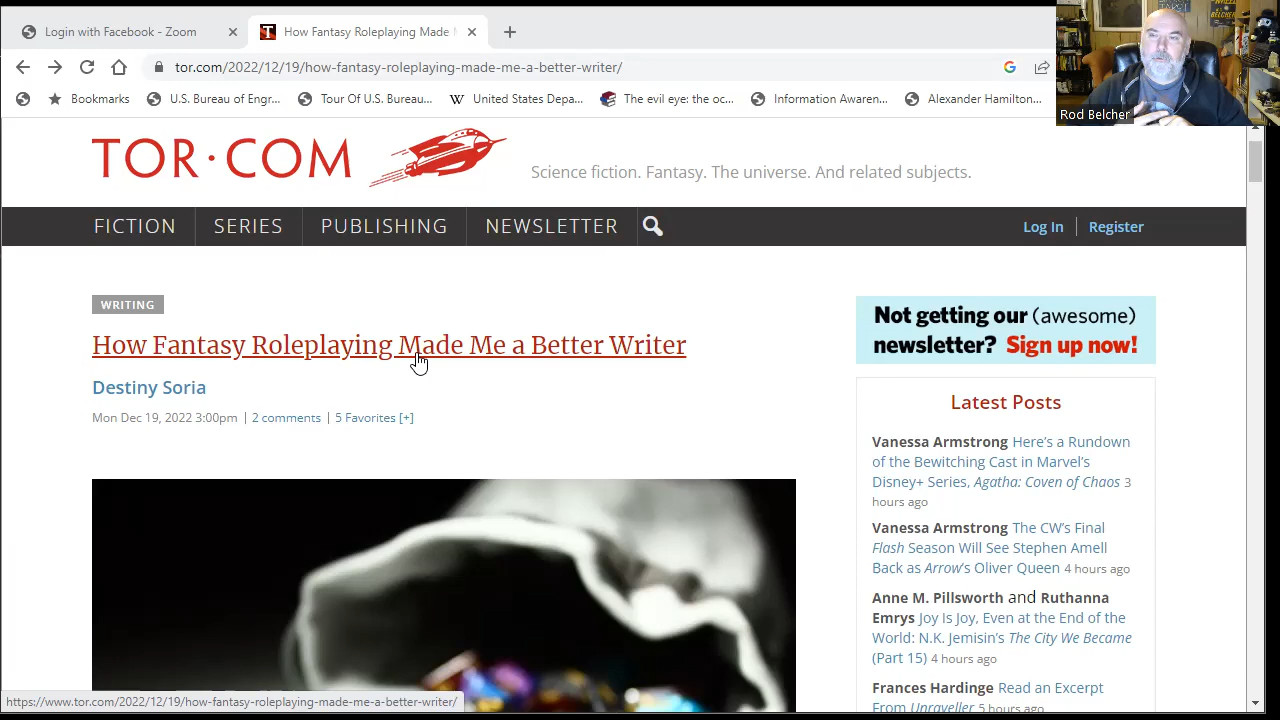 Login with Facebook - Zoom
How Fantasy Roleplaying Made Me
tor.com/2022/12/19/how-fantasy-roleplaying-made-me-a-better-writer/
Bookmarks
U.S. Bureau of Engr...
Tour Of U.S. Bureau...
United States Depa...
The evil eye: the oc...
Information Awaren...
Alexander Hamilton...
Rod Belcher
TOR·COM
Science fiction. Fantasy. The universe. And related subjects.
FICTION
SERIES
PUBLISHING
NEWSLETTER
Log In
Register
WRITING
How Fantasy Roleplaying Made Me a Better Writer
Destiny Soria
Mon Dec 19, 2022 3:00pm | 2 comments | 5 Favorites [+]
Not getting our (awesome)
newsletter? Sign up now!
Latest Posts
Vanessa Armstrong Here's a Rundown
of the Bewitching Cast in Marvel's
Disney+ Series, Agatha: Coven of Chaos 3
hours ago
Vanessa Armstrong The CW's Final
Flash Season Will See Stephen Amell
Back as Arrow's Oliver Queen 4 hours ago
Anne M. Pillsworth and Ruthanna
Emrys Joy Is Joy, Even at the End of the
World: N.K. Jemisin's The City We Became
(Part 15) 4 hours ago
Frances Hardinge Read an Excerpt
From Unraveller 5 hours ago
https://www.tor.com/2022/12/19/how-fantasy-roleplaying-made-me-a-better-writer/